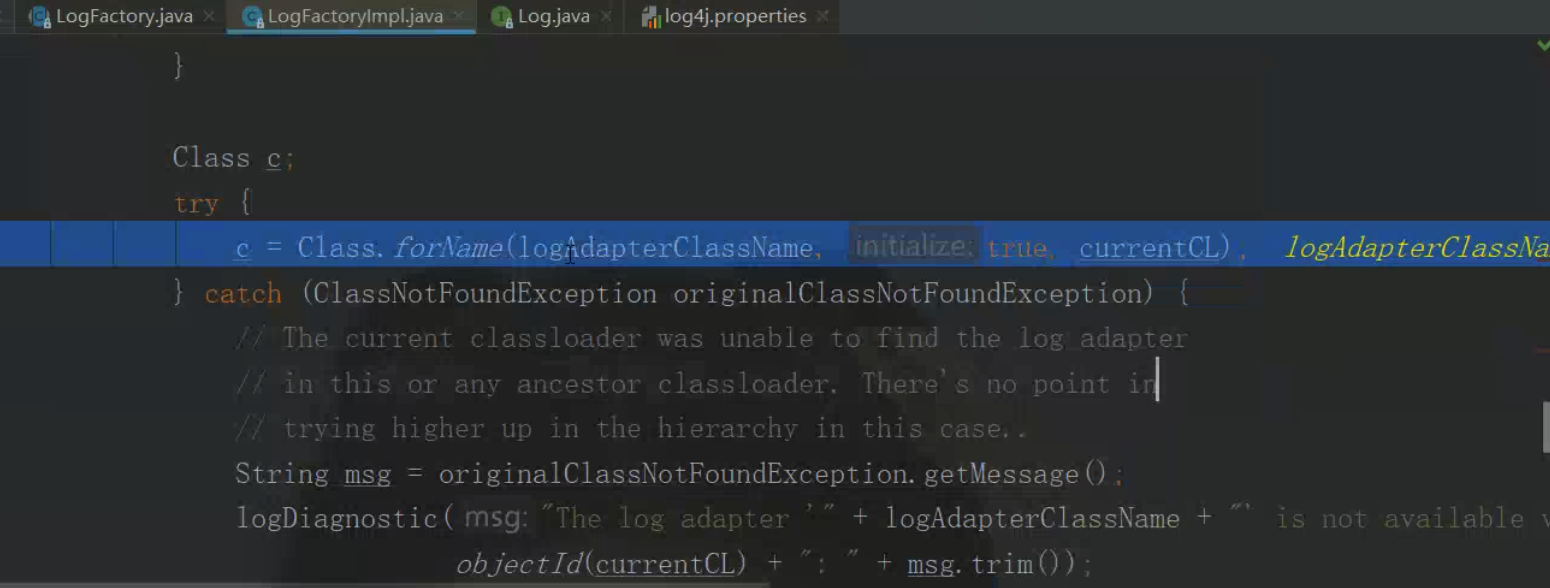 LogFactory.java LogFactoryImpl.java Log.java log4j.properties
}
Class c;
try {
c = Class.forName(logAdapterClassName, initialize: true, currentCL); logAdapterClassNa
} catch (ClassNotFoundException originalClassNotFoundException) {
// The current classloader was unable to find the log adapter
// in this or any ancestor classloader. There's no point in
// trying higher up in the hierarchy in this case..
String msg = originalClassNotFoundException.getMessage();
logDiagnostic( msg: "The log adapter '" + logAdapterClassName + "' is not available v
objectId(currentCL) + ": " + msg.trim());